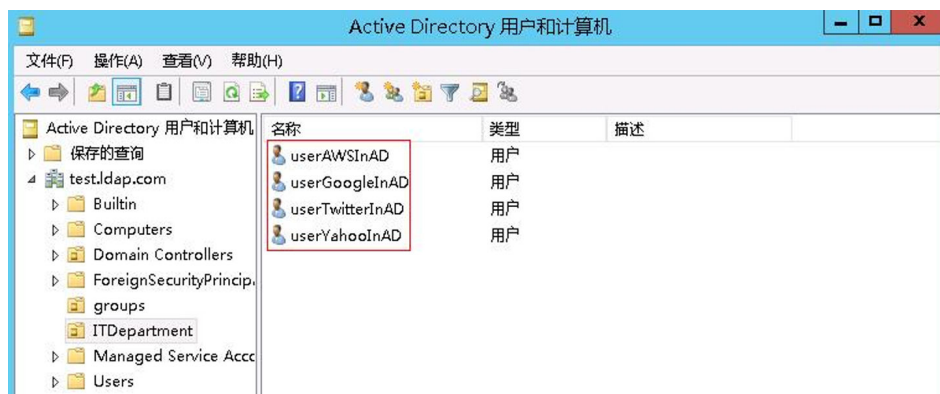 Active Directory 用户和计算机
文件(F) 操作(A) 查看(V) 帮助(H)
Active Directory 用户和计算机
保存的查询
test.ldap.com
Builtin
Computers
Domain Controllers
ForeignSecurityPrincip
groups
ITDepartment
Managed Service Acco
Users
名称 类型 描述
userAWSInAD 用户
userGoogleInAD 用户
userTwitterInAD 用户
userYahooInAD 用户